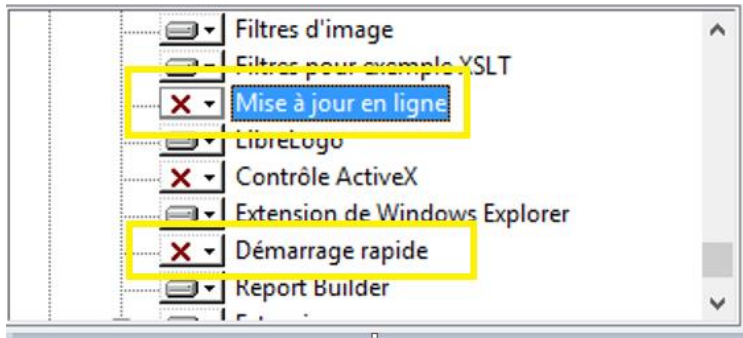 Filtres d'image
Filtres pour exemple XSLT
Mise à jour en ligne
LibreLogo
Contrôle ActiveX
Extension de Windows Explorer
Démarrage rapide
Report Builder